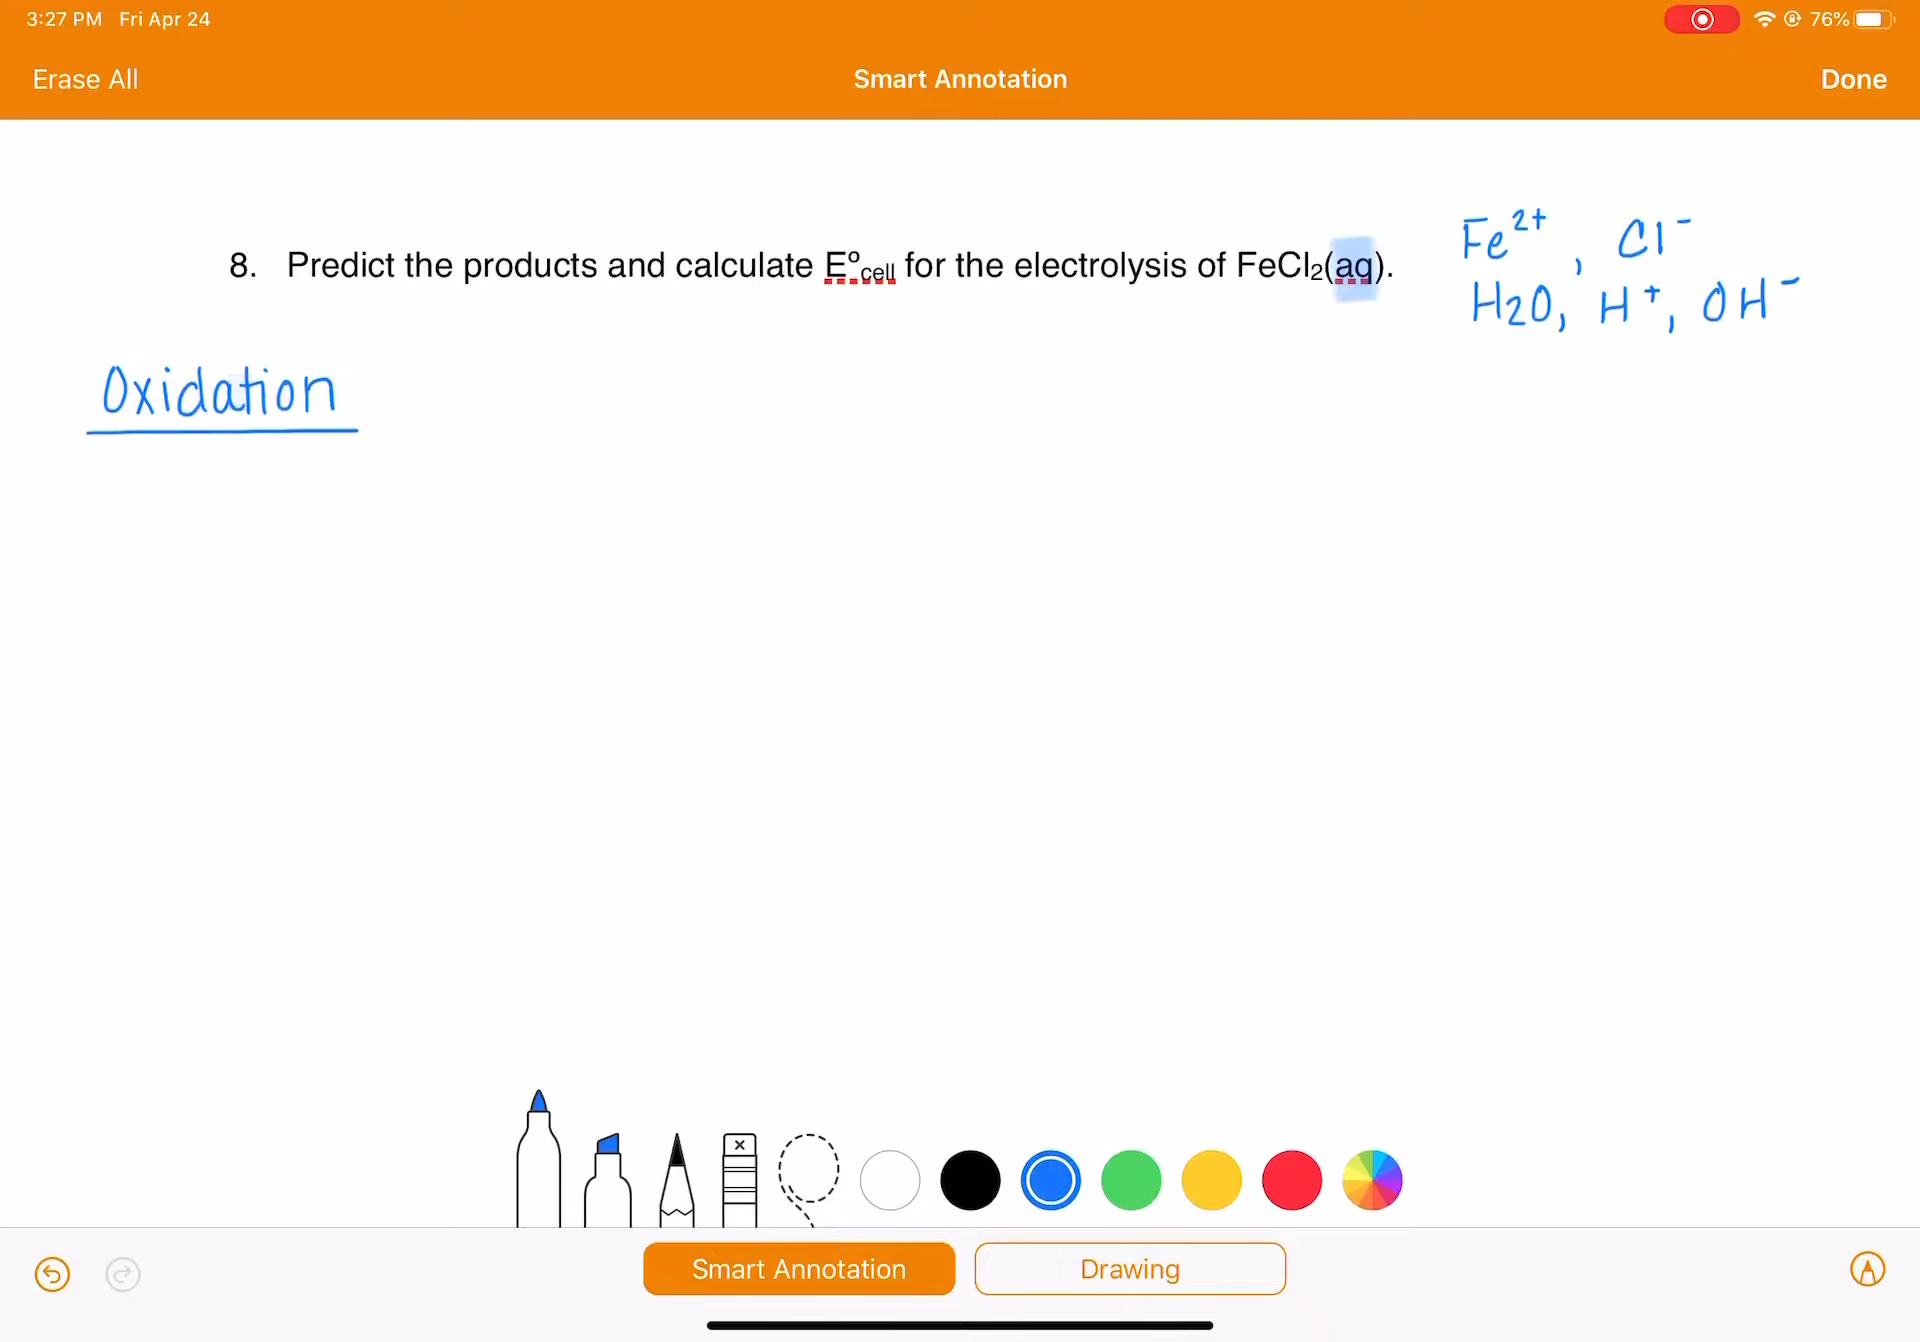 3:27 PM Fri Apr 24
76%
Erase All
Smart Annotation
Done
8. Predict the products and calculate E°cell for the electrolysis of FeCl₂(aq).
Fe²⁺, Cl⁻
H₂O, H⁺, OH⁻
Oxidation
Smart Annotation
Drawing